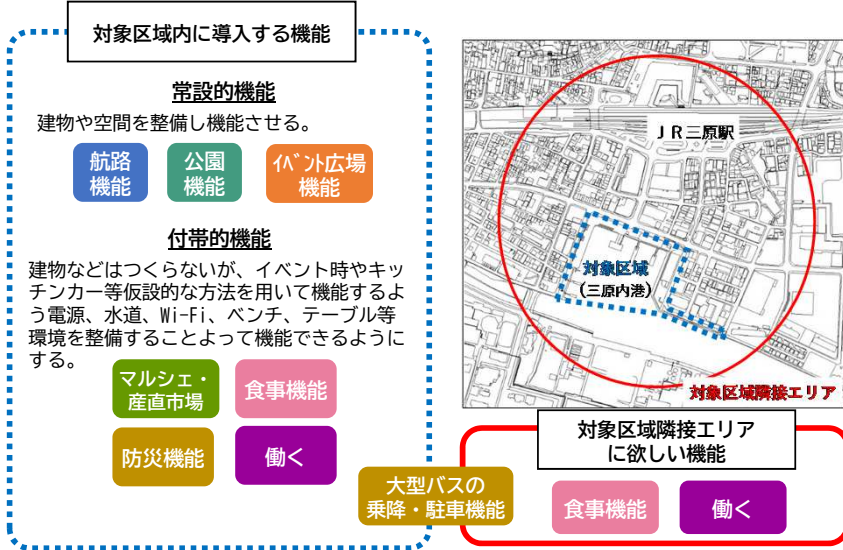 対象区域内に導入する機能
常設的機能
建物や空間を整備し機能させる。
航路
機能
公園
機能
ｲﾍﾞﾝﾄ広場
機能
付帯的機能
建物などはつくらないが、イベント時やキッ
チンカー等仮設的な方法を用いて機能するよ
う電源、水道、Wi-Fi、ベンチ、テーブル等
環境を整備することよって機能できるように
する。
マルシェ・
産直市場
食事機能
防災機能
働く
大型バスの
乗降・駐車機能
ＪＲ三原駅
対象区域
(三原内港)
対象区域隣接エリア
対象区域隣接エリア
に欲しい機能
食事機能
働く